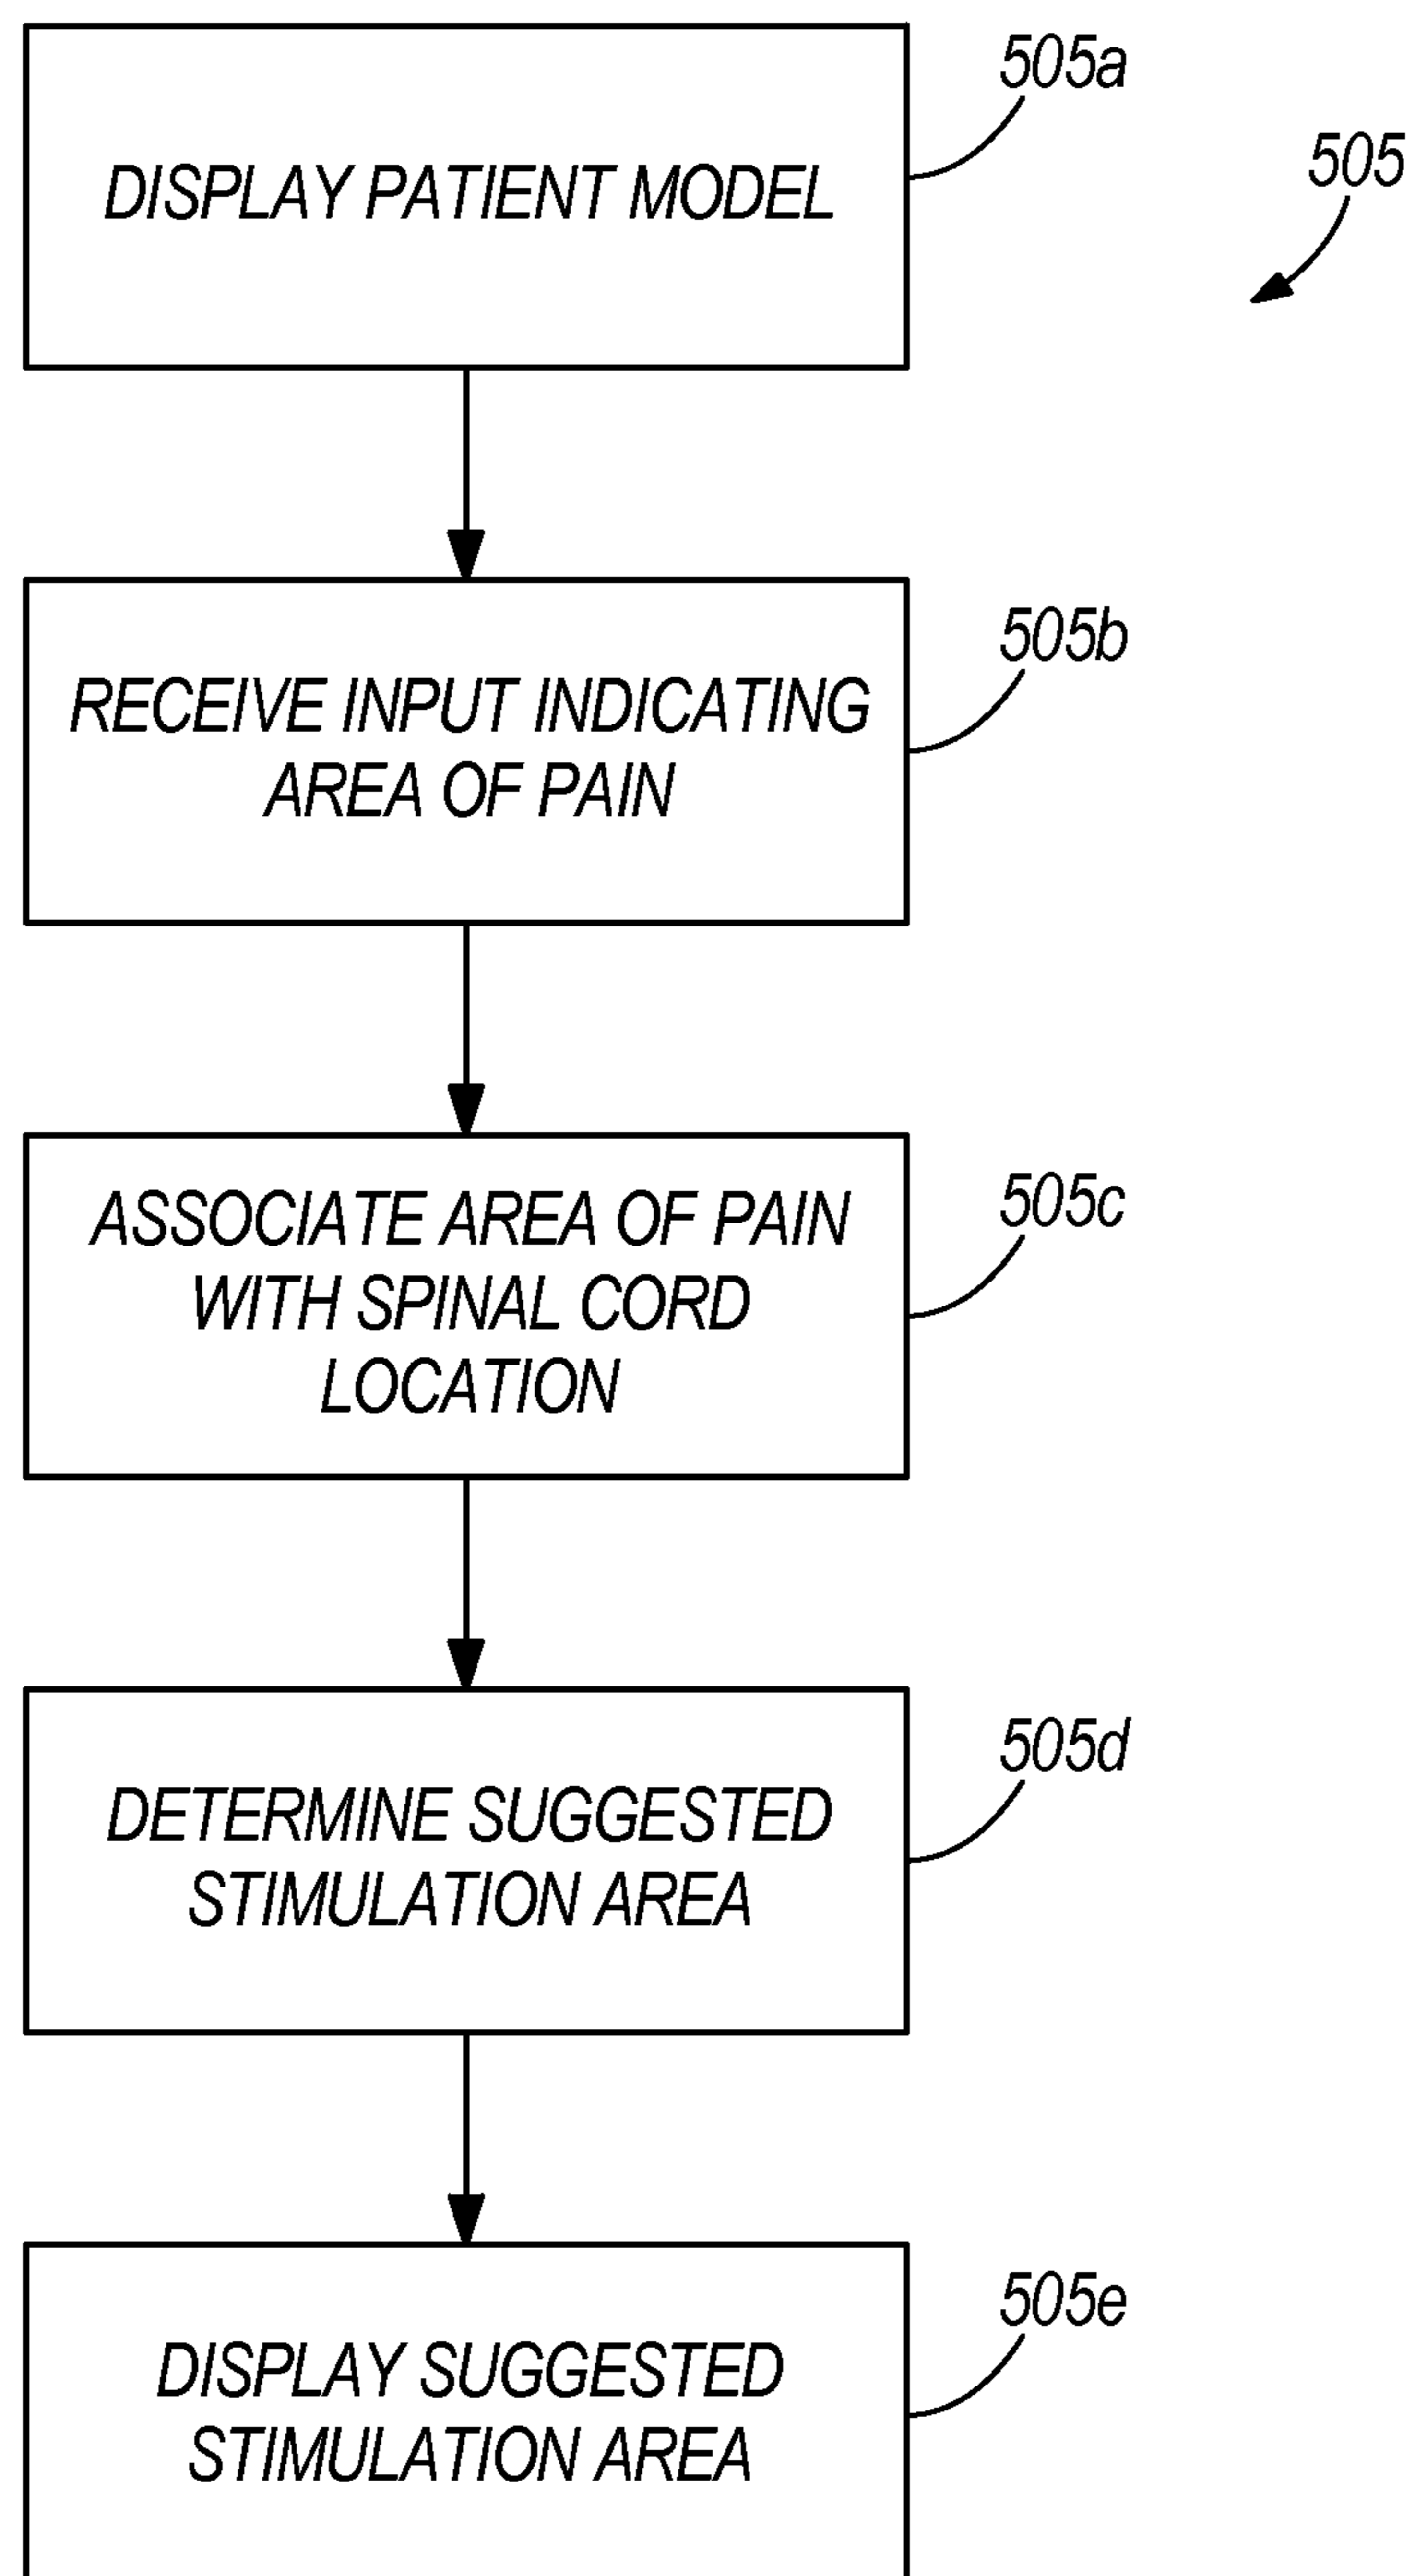 505a
505
DISPLAY PATIENT MODEL
505b
RECEIVE INPUT INDICATING
AREA OF PAIN
505c
ASSOCIATE AREA OF PAIN
WITH SPINAL CORD
LOCATION
505d
DETERMINE SUGGESTED
STIMULATION AREA
505e
DISPLAY SUGGESTED
STIMULATION AREA